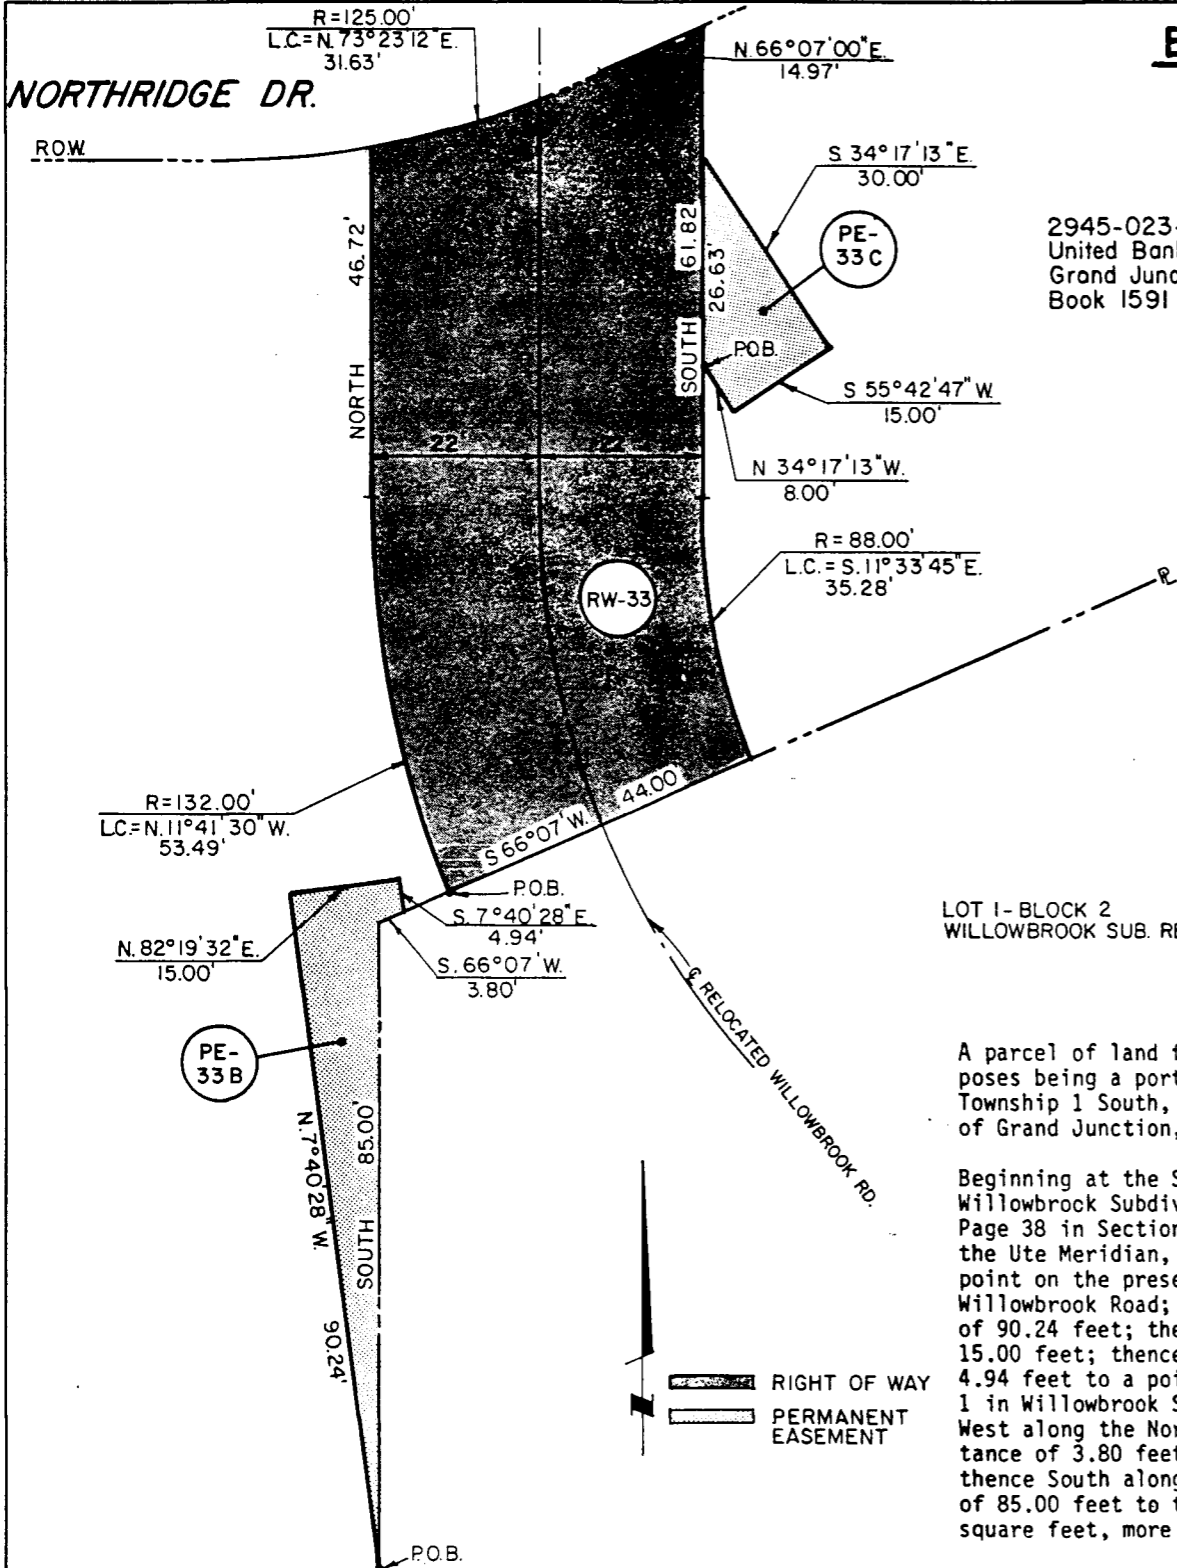 R=125.00'
L.C.=N.73°23'12"E.
31.63'
NORTHRIDGE DR.
R.O.W.
N.66°07'00"E.
14.97'
S 34°17'13"E.
30.00'
PE-
33C
2945-023-
United Ban
Grand Junc
Book 1591
46.72'
NORTH
61.82
SOUTH
26.63'
P.O.B.
S 55°42'47"W.
15.00'
22'
22'
N 34°17'13"W.
8.00'
R=88.00'
L.C.=S.11°33'45"E.
35.28'
RW-33
R=132.00'
L.C.=N.11°41'30"W.
53.49'
S 66°07'W.
44.00
P.O.B.
S.7°40'28"E.
4.94'
N.82°19'32"E.
15.00'
S.66°07'W.
3.80'
LOT 1-BLOCK 2
WILLOWBROOK SUB. RE
℄ RELOCATED WILLOWBROOK RD.
PE-
33B
N.7°40'28"W.
90.24'
SOUTH 85.00'
P.O.B.
RIGHT OF WAY
PERMANENT
EASEMENT
A parcel of land f
poses being a port
Township 1 South,
of Grand Junction,
Beginning at the S
Willowbrock Subdiv
Page 38 in Section
the Ute Meridian,
point on the prese
Willowbrook Road;
of 90.24 feet; the
15.00 feet; thence
4.94 feet to a poi
1 in Willowbrook S
West along the Nor
tance of 3.80 feet
thence South along
of 85.00 feet to t
square feet, more